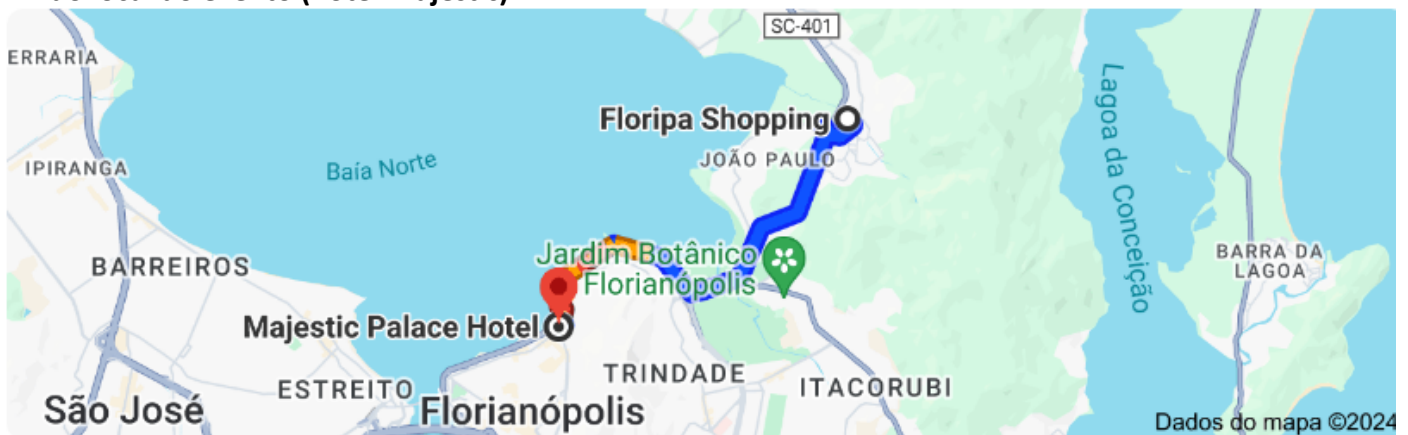 SC-401
ERRARIA
Floripa Shopping
JOÃO PAULO
IPIRANGA
Baía Norte
Lagoa da Conceição
Jardim Botânico
Florianópolis
BARRA DA
LAGOA
BARREIROS
Majestic Palace Hotel
TRINDADE
ESTREITO
ITACORUBI
São José
Florianópolis
Dados do mapa ©2024